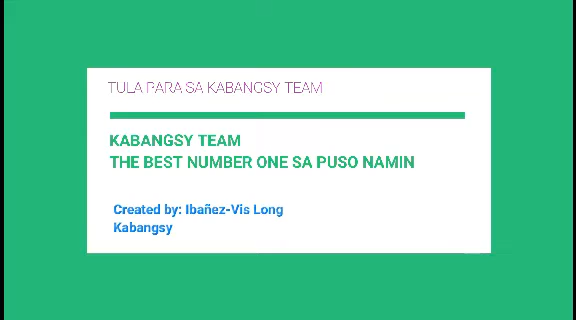 TULA PARA SA KABANGSY TEAM
KABANGSY TEAM
THE BEST NUMBER ONE SA PUSO NAMIN
Created by: Ibañez-Vis Long
Kabangsy